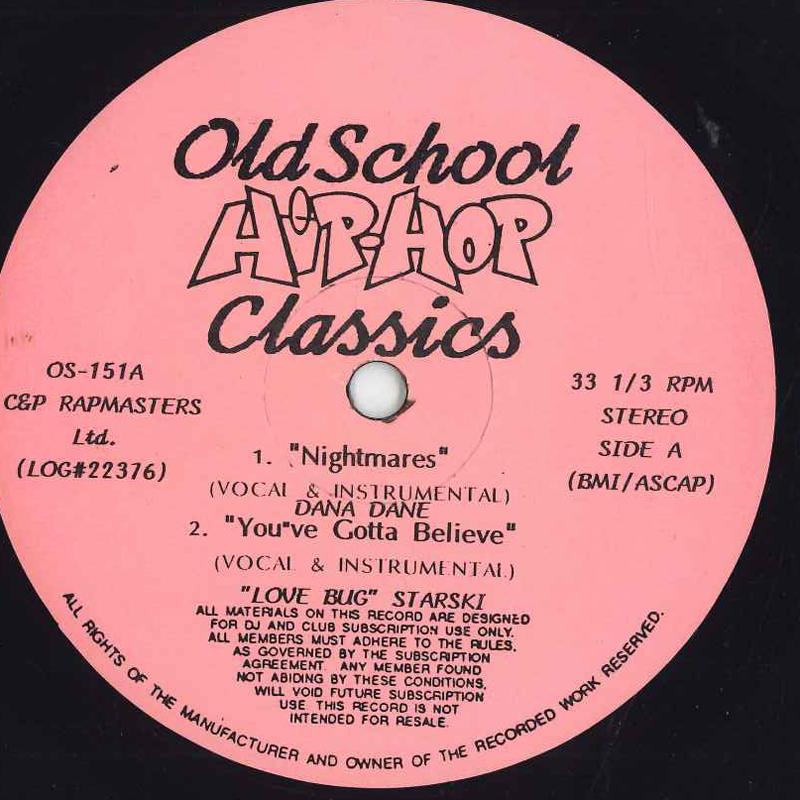 Old School
HIP-HOP
Classics
OS-151A
C&P RAPMASTERS
Ltd.
(LOG#22376)
33 1/3 RPM
STEREO
SIDE A
(BMI/ASCAP)
1. "Nightmares"
(VOCAL & INSTRUMENTAL)
DANA DANE
2. "You"ve Gotta Believe"
(VOCAL & INSTRUMENTAL)
"LOVE BUG" STARSKI
ALL MATERIALS ON THIS RECORD ARE DESIGNED
FOR DJ AND CLUB SUBSCRIPTION USE ONLY.
ALL MEMBERS MUST ADHERE TO THE RULES,
AS GOVERNED BY THE SUBSCRIPTION
AGREEMENT. ANY MEMBER FOUND
NOT ABIDING BY THESE CONDITIONS,
WILL VOID FUTURE SUBSCRIPTION
USE. THIS RECORD IS NOT
INTENDED FOR RESALE.
ALL RIGHTS OF THE MANUFACTURER AND OWNER OF THE RECORDED WORK RESERVED.